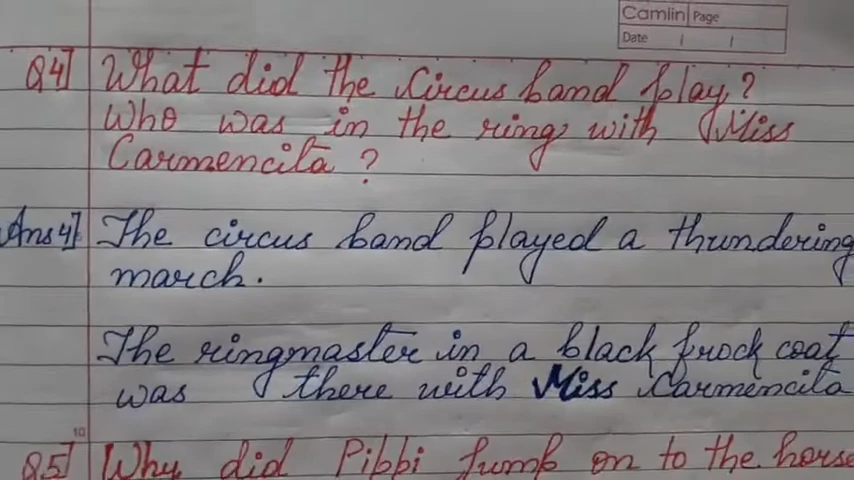 Camlin Page
Date / /
Q4] What did the Circus band play?
Who was in the ring with Miss
Carmencita ?
Ans4] The circus band played a thundering
march.
The ringmaster in a black frock coat
was there with Miss Carmencita
10
Q5] Why did Pippi jump on to the horse